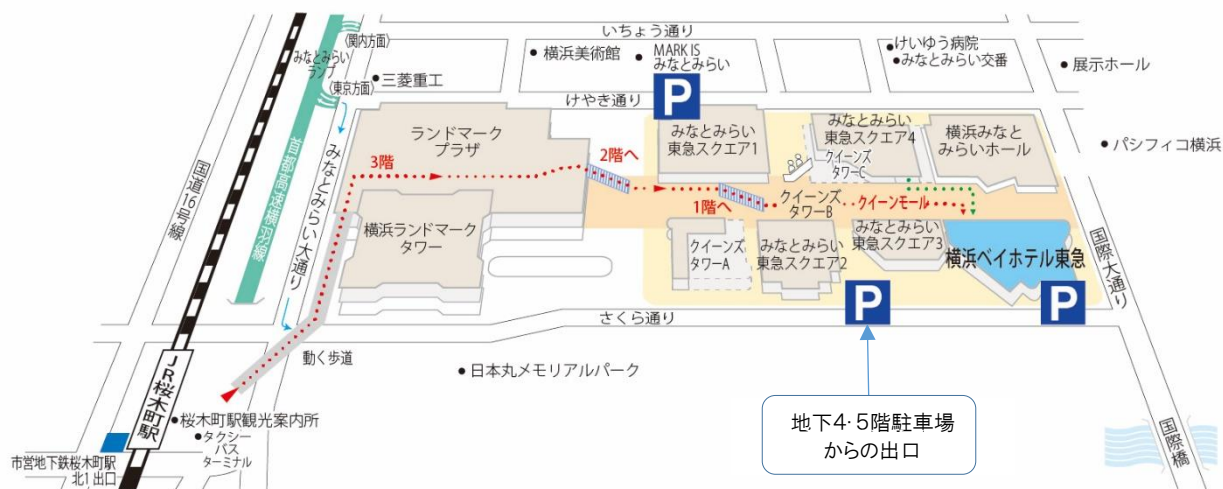 いちょう通り
(関内方面)
みなとみらい
ランプ
(東京方面)
横浜美術館
MARK IS
みなとみらい
けいゆう病院
みなとみらい交番
展示ホール
三菱重工
P
けやき通り
ランドマーク
プラザ
みなとみらい
東急スクエア1
みなとみらい
東急スクエア4
横浜みなと
みらいホール
パシフィコ横浜
国道16号線
首都高速横羽線
みなとみらい大通り
3階
2階へ
クイーンズ
タワーC
1階へ
クイーンズ
タワーB
クイーンモール
横浜ランドマーク
タワー
クイーンズ
タワーA
みなとみらい
東急スクエア2
みなとみらい
東急スクエア3
横浜ベイホテル東急
国際大通り
P
P
さくら通り
動く歩道
日本丸メモリアルパーク
JR桜木町駅
桜木町駅観光案内所
タクシー
バス
ターミナル
市営地下鉄桜木町駅
北1出口
地下4・5階駐車場
からの出口
国際橋